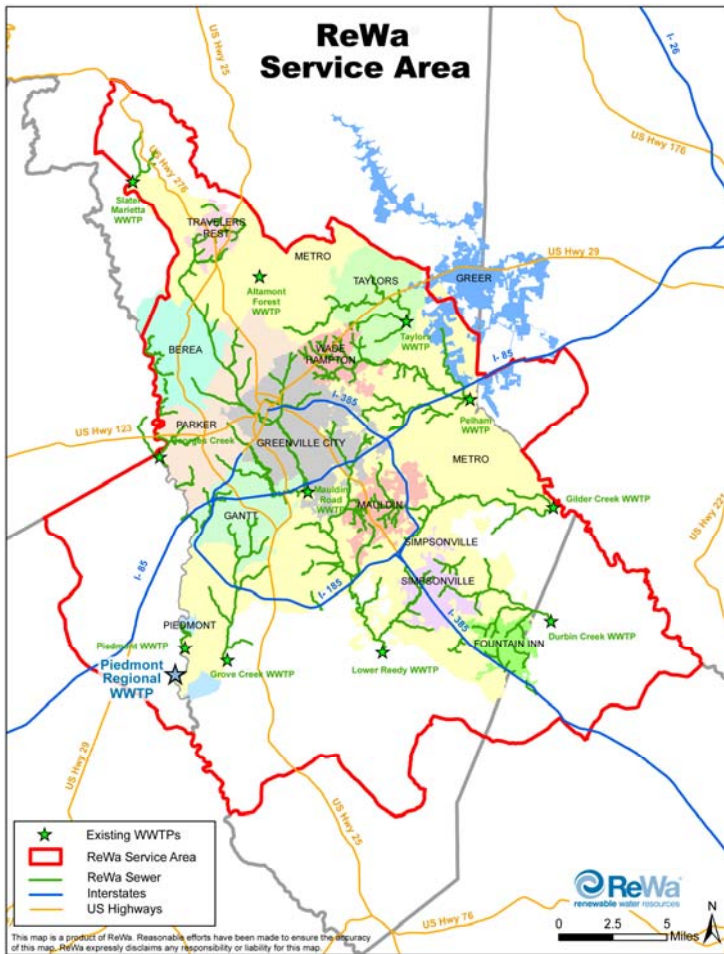 ReWa
Service Area
US Hwy 25
I- 26
US Hwy 176
US Hwy 276
Slater
Marietta
WWTP
TRAVELERS
REST
METRO
US Hwy 29
Altamont
Forest
WWTP
TAYLORS
GREER
BEREA
WADE
HAMPTON
Taylors
WWTP
I- 85
I- 385
PARKER
Pelham
WWTP
US Hwy 123
Georges Creek
GREENVILLE CITY
METRO
Mauldin
Road
WWTP
MAULDIN
Gilder Creek WWTP
GANTT
US Hwy 221
I- 85
SIMPSONVILLE
I- 185
SIMPSONVILLE
PIEDMONT
I- 385
Durbin Creek WWTP
Piedmont WWTP
FOUNTAIN INN
Piedmont
Regional
WWTP
Grove Creek WWTP
Lower Reedy WWTP
US Hwy 29
US Hwy 25
Existing WWTPs
ReWa Service Area
ReWa Sewer
Interstates
US Highways
ReWa
renewable water resources
US Hwy 76
0 2.5 5
Miles
N
This map is a product of ReWa. Reasonable efforts have been made to ensure the accuracy
of this map. ReWa expressly disclaims any responsibility or liability for this map.